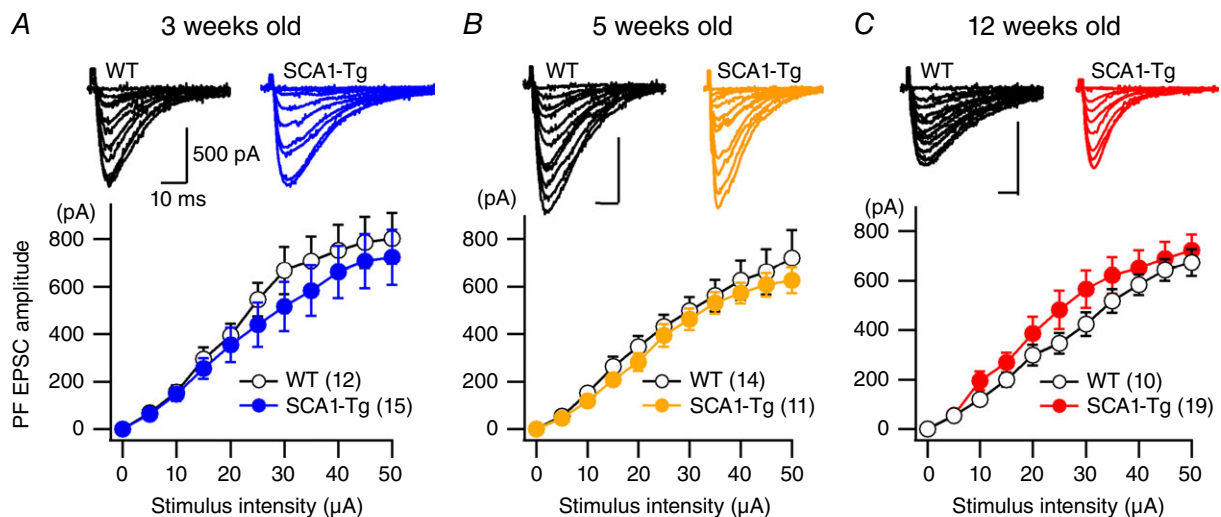 A 3 weeks old
WT SCA1-Tg
500 pA
10 ms
(pA)
800
600
400
200
0
PF EPSC amplitude
WT (12)
SCA1-Tg (15)
0 10 20 30 40 50
Stimulus intensity (µA)
B 5 weeks old
WT SCA1-Tg
(pA)
800
600
400
200
0
WT (14)
SCA1-Tg (11)
0 10 20 30 40 50
Stimulus intensity (µA)
C 12 weeks old
WT SCA1-Tg
(pA)
800
600
400
200
0
WT (10)
SCA1-Tg (19)
0 10 20 30 40 50
Stimulus intensity (µA)